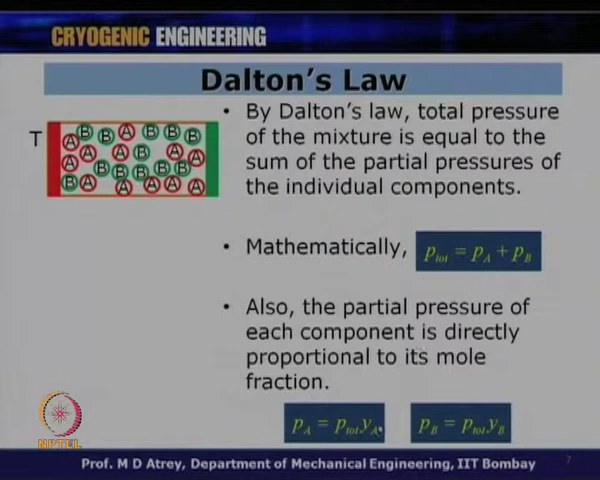 CRYOGENIC ENGINEERING
Dalton's Law
T
• By Dalton's law, total pressure
of the mixture is equal to the
sum of the partial pressures of
the individual components.
• Mathematically, p_tot = p_A + p_B
• Also, the partial pressure of
each component is directly
proportional to its mole
fraction.
p_A = p_tot y_A p_B = p_tot y_B
NPTEL
Prof. M D Atrey, Department of Mechanical Engineering, IIT Bombay 7